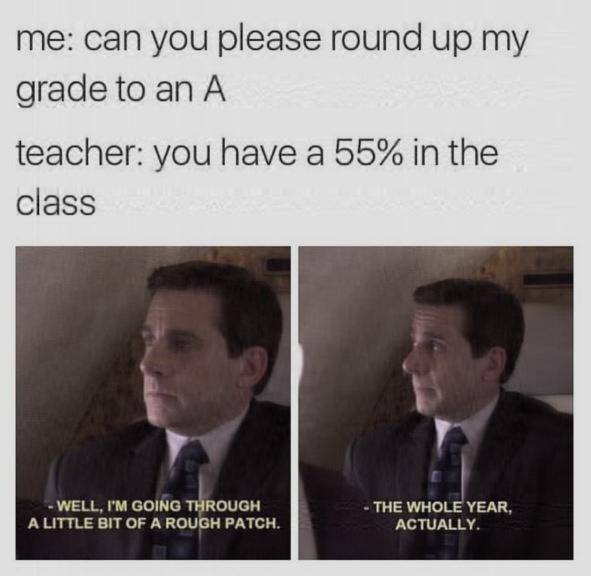 me: can you please round up my
grade to an A
teacher: you have a 55% in the
class
- WELL, I'M GOING THROUGH
A LITTLE BIT OF A ROUGH PATCH.
- THE WHOLE YEAR,
ACTUALLY.